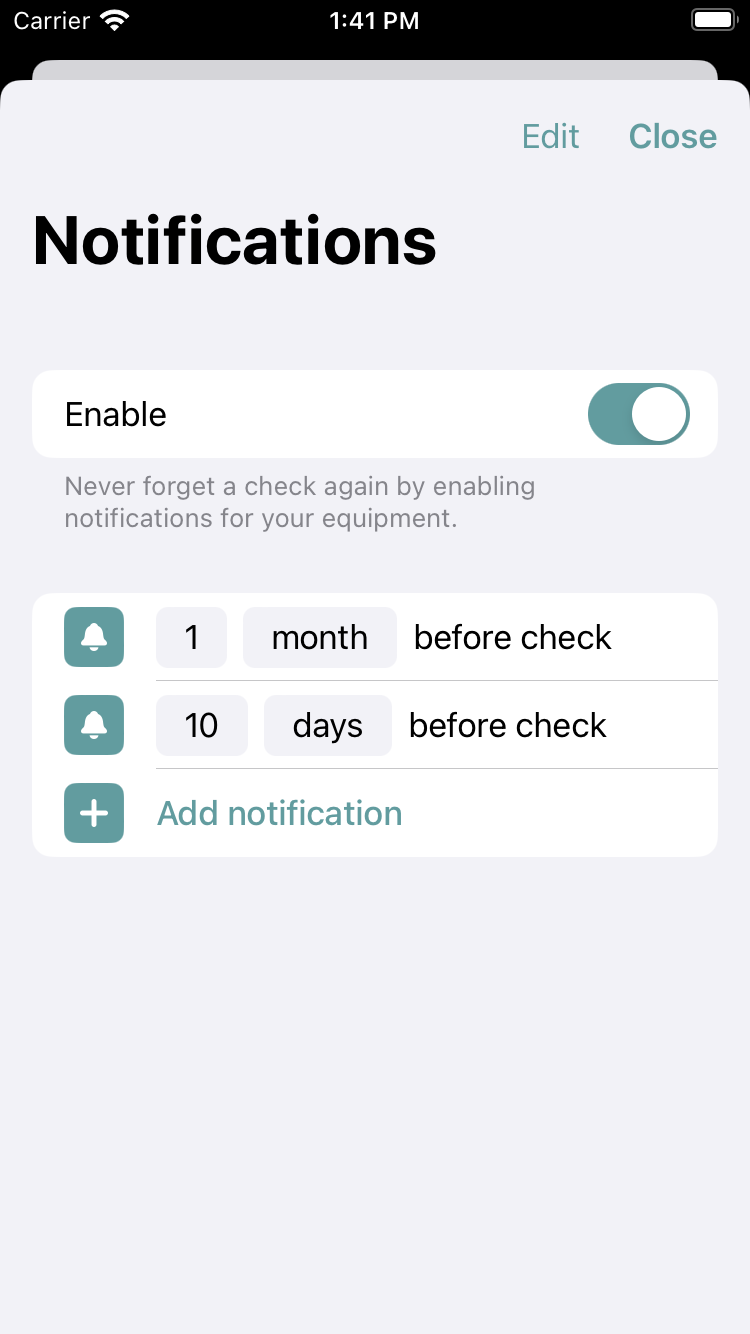 Carrier 1:41 PM
Edit Close
Notifications
Enable
Never forget a check again by enabling
notifications for your equipment.
1 month before check
10 days before check
Add notification